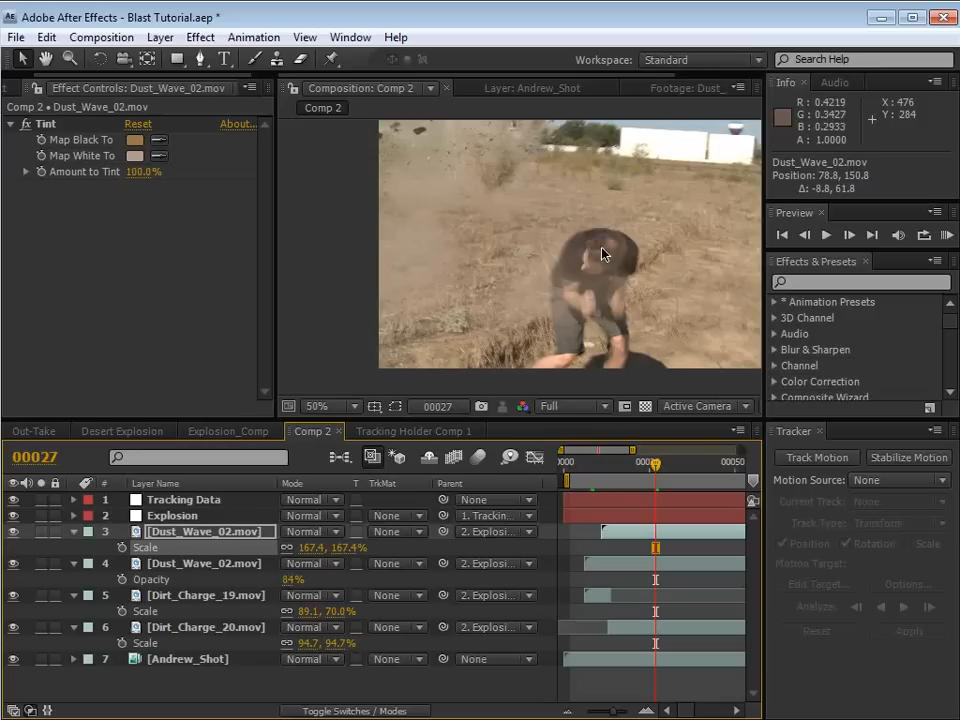 Adobe After Effects - Blast Tutorial.aep *
File Edit Composition Layer Effect Animation View Window Help
Workspace: Standard Search Help
Effect Controls: Dust_Wave_02.mov
Comp 2 • Dust_Wave_02.mov
fx Tint Reset About...
Map Black To
Map White To
Amount to Tint 100.0%
Composition: Comp 2 Layer: Andrew_Shot Footage: Dust_
Comp 2
50% 00027 Full Active Camera
Info Audio
R: 0.4219 X: 476
G: 0.3427 Y: 284
B: 0.2933
A: 1.0000
Dust_Wave_02.mov
Position: 78.8, 150.8
Δ: -8.8, 61.8
Preview
Effects & Presets
* Animation Presets
3D Channel
Audio
Blur & Sharpen
Channel
Color Correction
Composite Wizard
Out-Take Desert Explosion Explosion_Comp Comp 2 Tracking Holder Comp 1
00027
# Layer Name Mode T TrkMat Parent
1 Tracking Data Normal None
2 Explosion Normal None 1. Trackin...
3 [Dust_Wave_02.mov] Normal None 2. Explosi...
Scale 167.4, 167.4%
4 [Dust_Wave_02.mov] Normal None 2. Explosi...
Opacity 84%
5 [Dirt_Charge_19.mov] Normal None 2. Explosi...
Scale 89.1, 70.0%
6 [Dirt_Charge_20.mov] Normal None 2. Explosi...
Scale 94.7, 94.7%
7 [Andrew_Shot] Normal None None
Toggle Switches / Modes
00050
Tracker
Track Motion Stabilize Motion
Motion Source: None
Current Track: None
Track Type: Transform
Position Rotation Scale
Motion Target:
Edit Target... Options...
Analyze:
Reset Apply